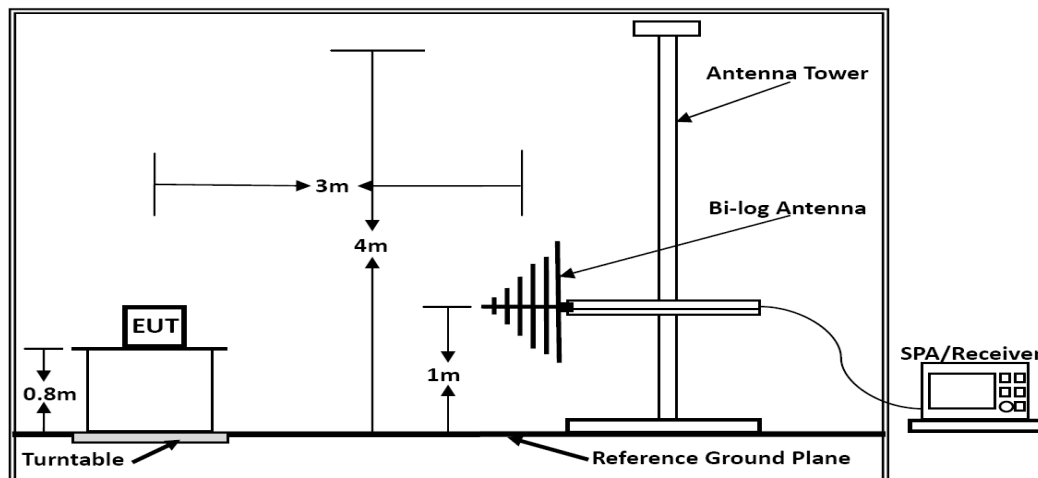 Antenna Tower
3m
Bi-log Antenna
4m
EUT
SPA/Receiver
1m
0.8m
Turntable
Reference Ground Plane